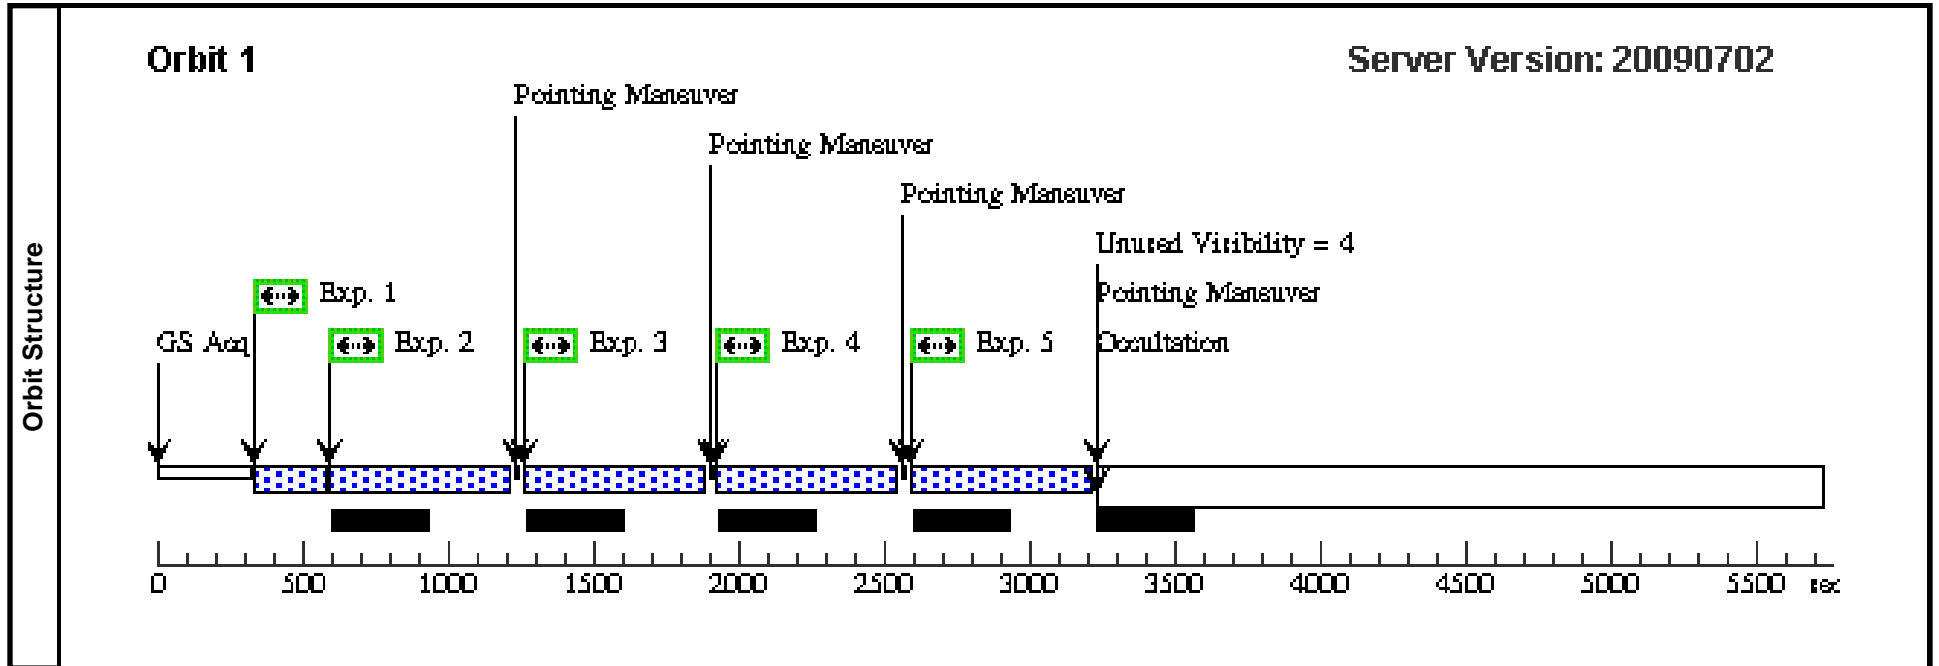 Orbit Structure
Orbit 1
Server Version: 20090702
Pointing Maneuver
Pointing Maneuver
Pointing Maneuver
Unused Visibility = 4
Exp. 1
Pointing Maneuver
GS Acq
Exp. 2
Exp. 3
Exp. 4
Exp. 5
Occultation
0 500 1000 1500 2000 2500 3000 3500 4000 4500 5000 5500 sec